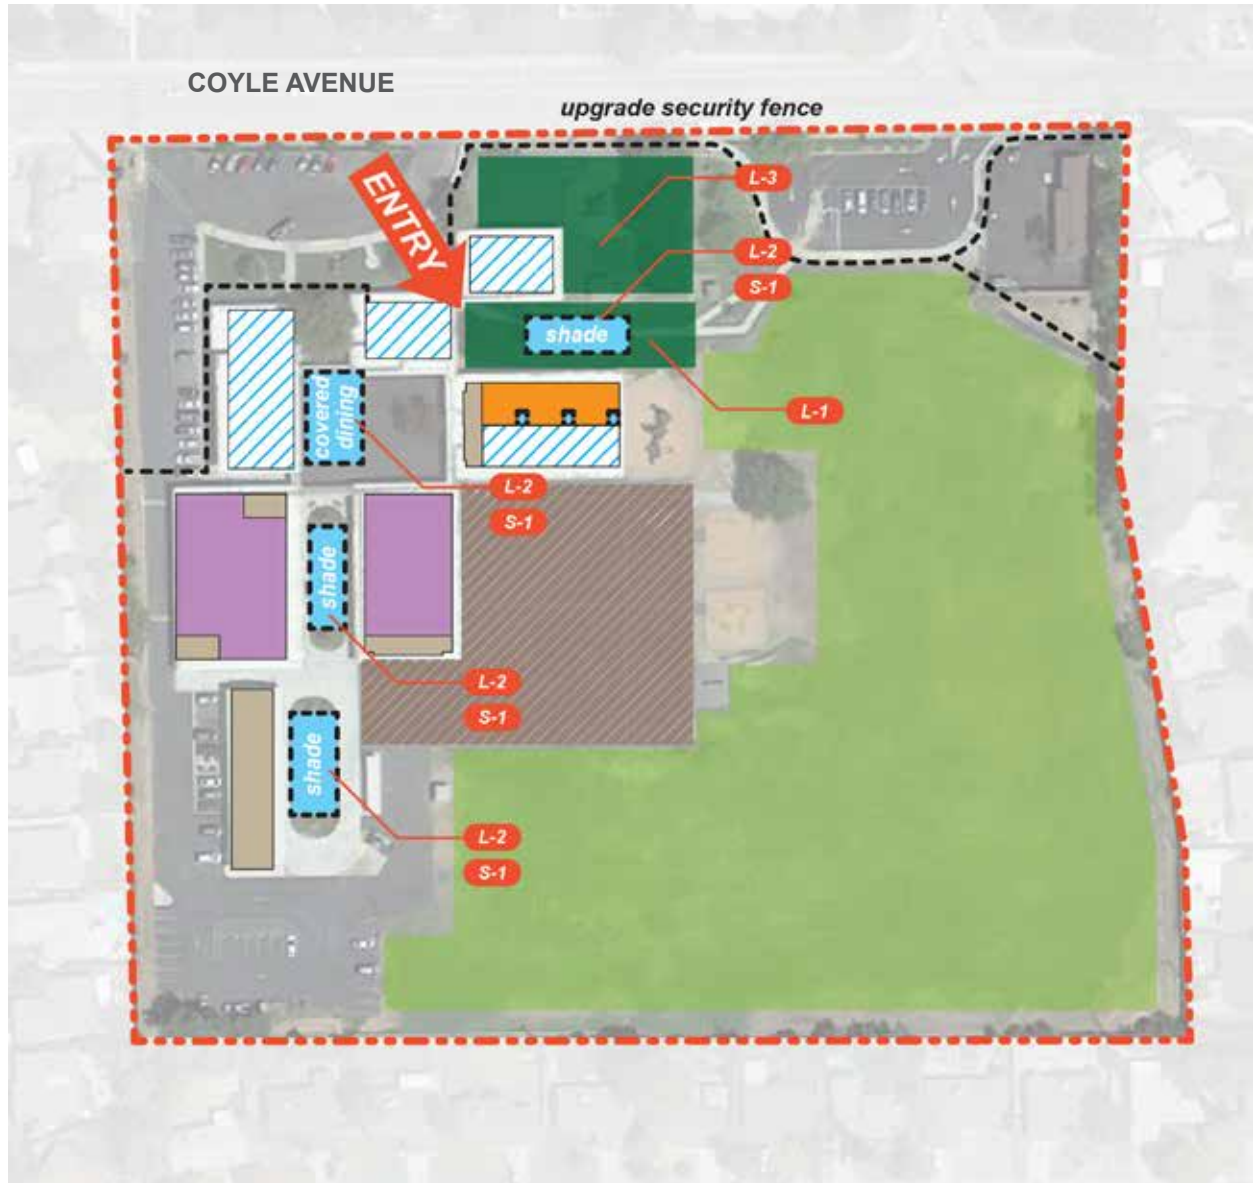 COYLE AVENUE
upgrade security fence
ENTRY
L-3
L-2
S-1
shade
L-1
covered
dining
L-2
S-1
shade
L-2
S-1
shade
L-2
S-1